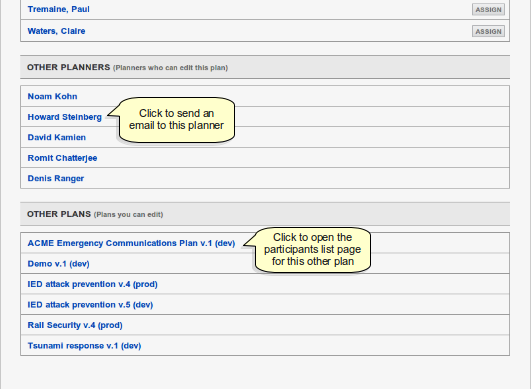 Tremaine, Paul ASSIGN
Waters, Claire ASSIGN
OTHER PLANNERS (Planners who can edit this plan)
Noam Kohn
Howard Steinberg
Click to send an
email to this planner
David Kamien
Romit Chatterjee
Denis Ranger
OTHER PLANS (Plans you can edit)
ACME Emergency Communications Plan v.1 (dev)
Click to open the
participants list page
for this other plan
Demo v.1 (dev)
IED attack prevention v.4 (prod)
IED attack prevention v.5 (dev)
Rail Security v.4 (prod)
Tsunami response v.1 (dev)